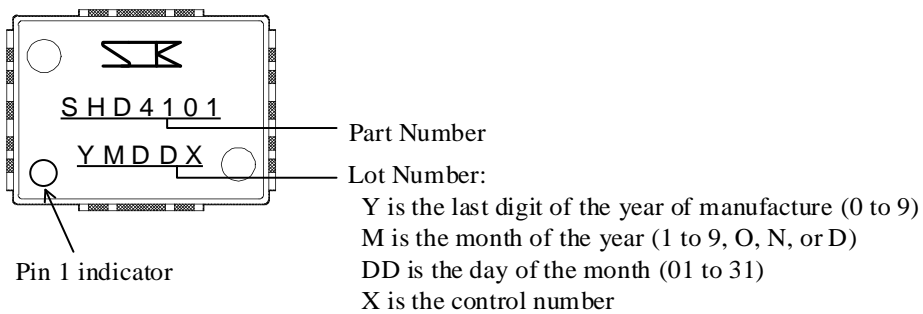 SK
SHD4101
YMDDX
Part Number
Lot Number:
Y is the last digit of the year of manufacture (0 to 9)
M is the month of the year (1 to 9, O, N, or D)
DD is the day of the month (01 to 31)
X is the control number
Pin 1 indicator